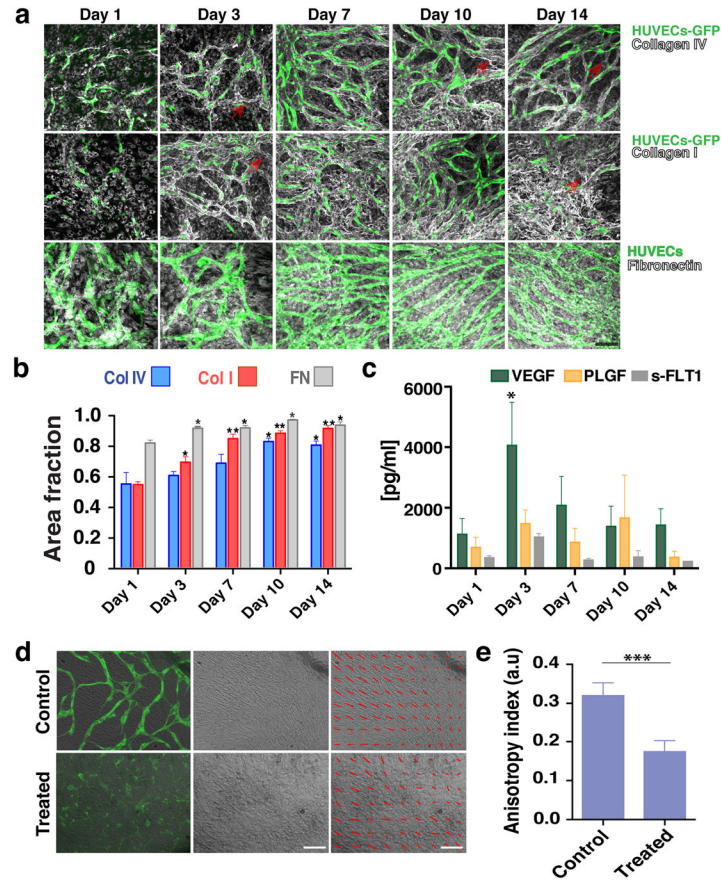 a
Day 1 Day 3 Day 7 Day 10 Day 14
HUVECs-GFP
Collagen IV
HUVECs-GFP
Collagen I
HUVECs
Fibronectin
b
Col IV Col I FN
Area fraction
1.0
0.8
0.6
0.4
0.2
0
* * * ** * * ** * * ** *
Day 1 Day 3 Day 7 Day 10 Day 14
c
VEGF PLGF s-FLT1
[pg/ml]
6000
4000
2000
0
*
Day 1 Day 3 Day 7 Day 10 Day 14
d
Control
Treated
e
Anisotropy index (a.u)
0.4
0.3
0.2
0.1
0.0
***
Control Treated